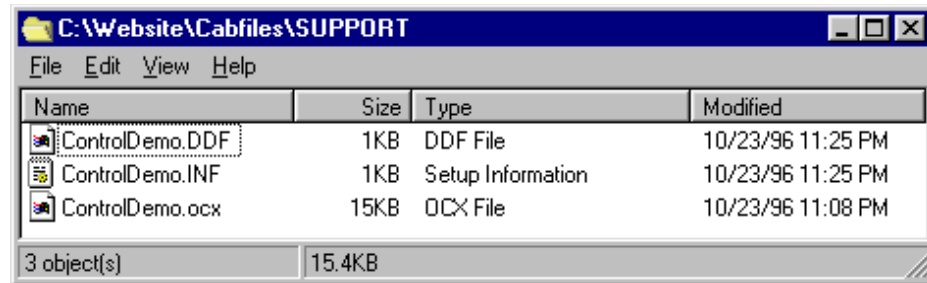 C:\Website\Cabfiles\SUPPORT
File Edit View Help
Name Size Type Modified
ControlDemo.DDF 1KB DDF File 10/23/96 11:25 PM
ControlDemo.INF 1KB Setup Information 10/23/96 11:25 PM
ControlDemo.ocx 15KB OCX File 10/23/96 11:08 PM
3 object(s) 15.4KB